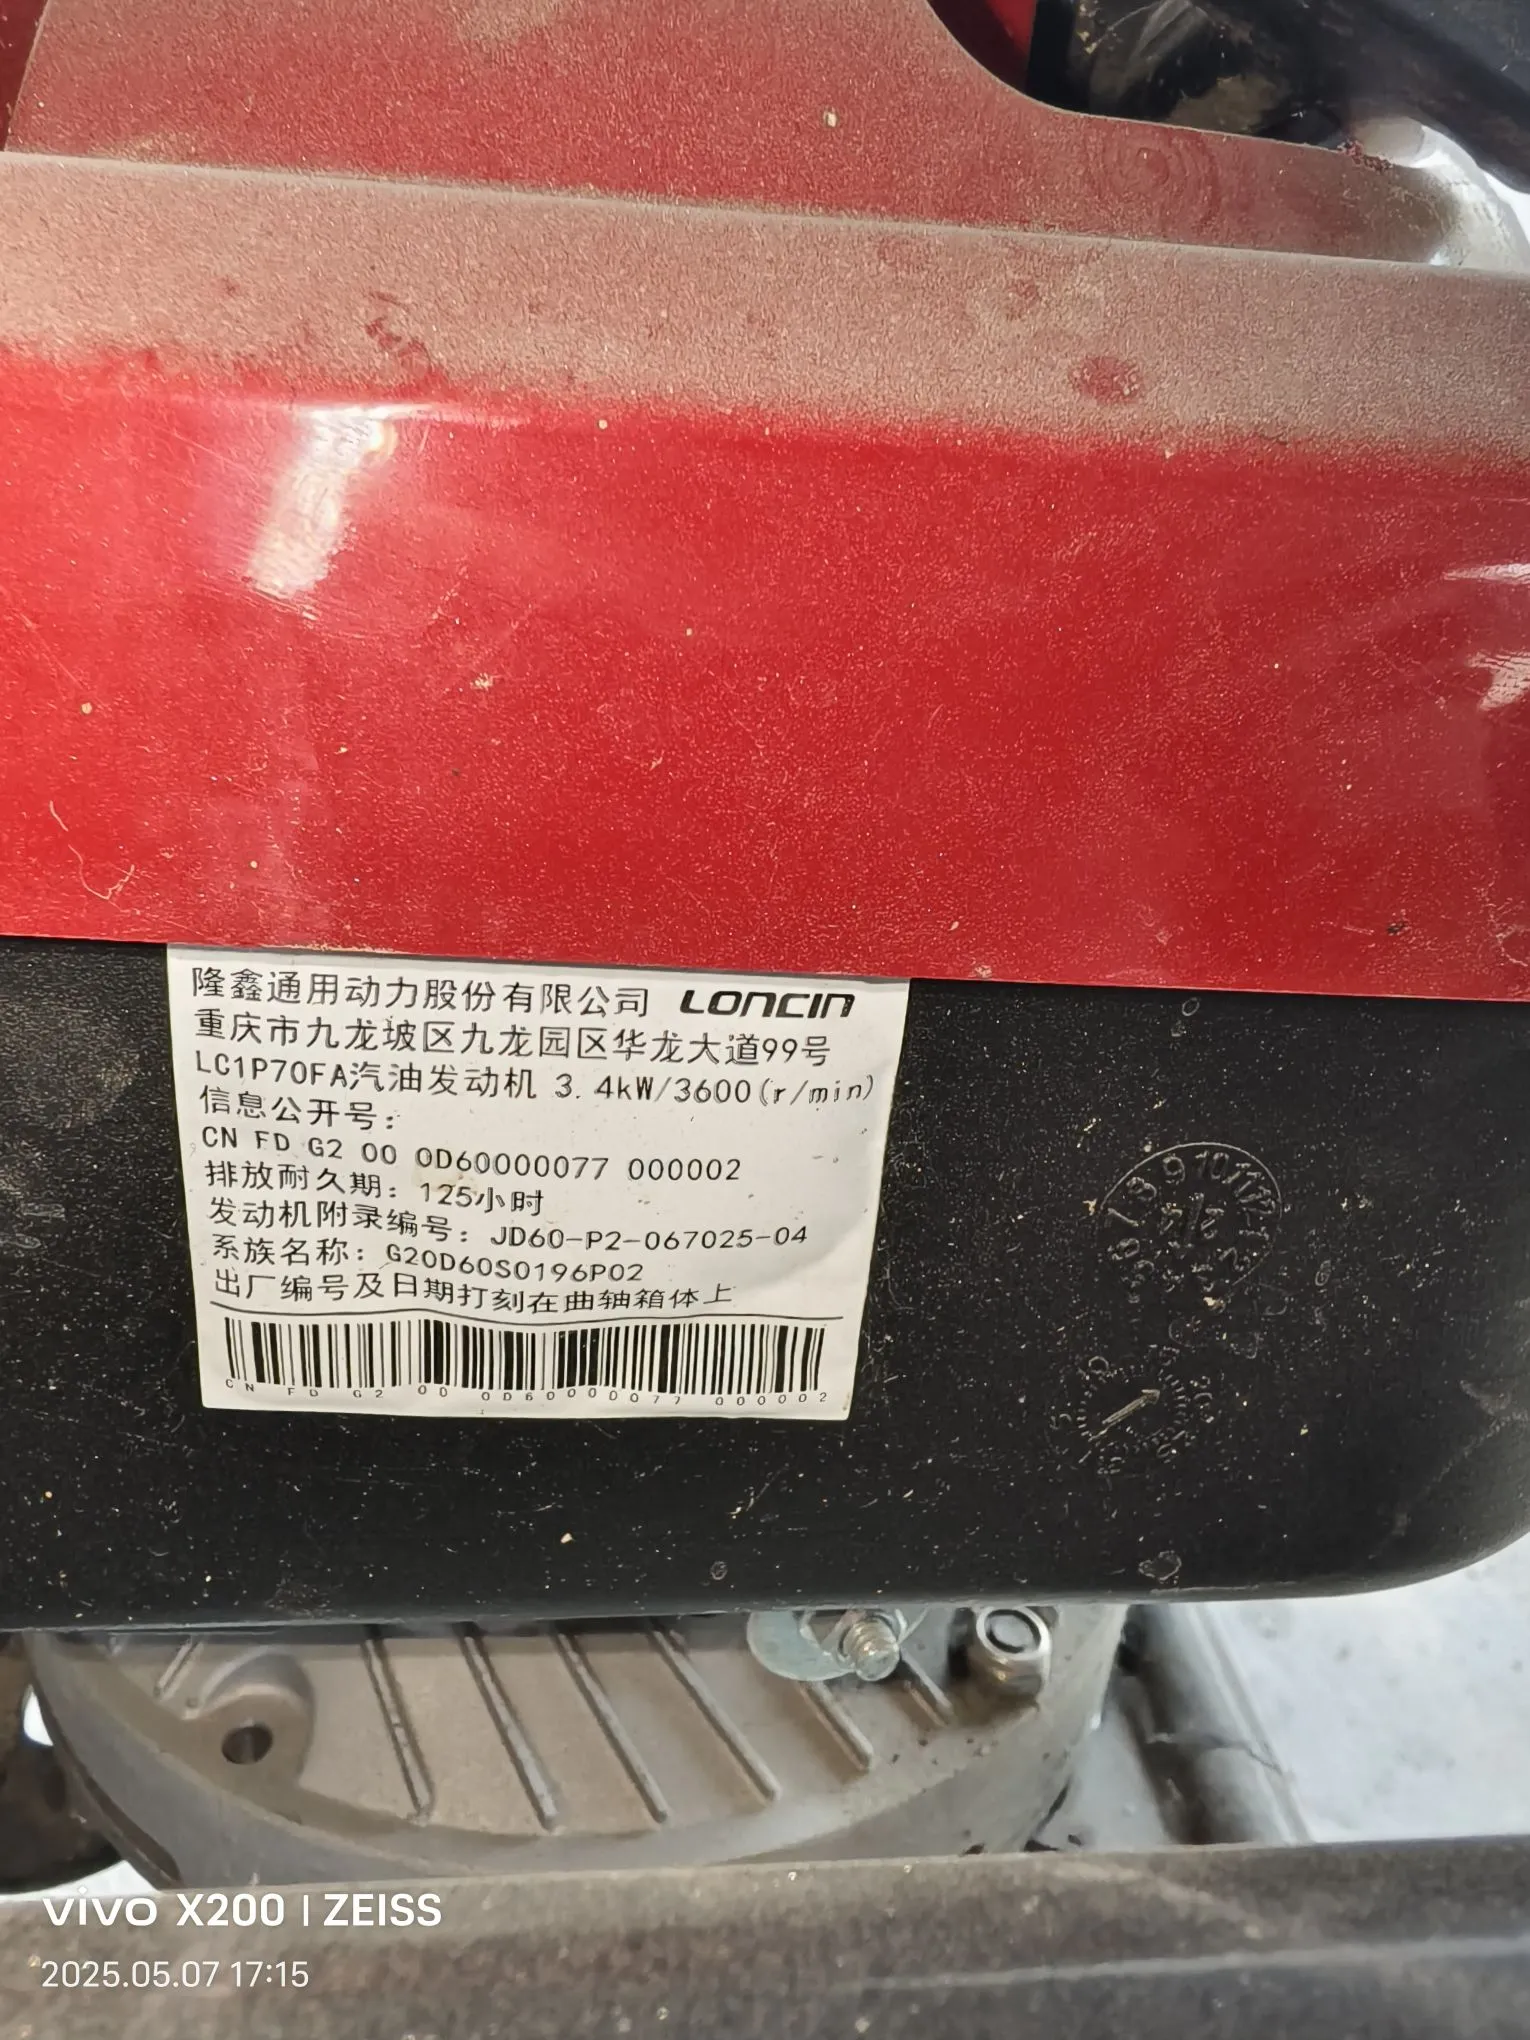 隆鑫通用动力股份有限公司 LONCIN
重庆市九龙坡区九龙园区华龙大道99号
LC1P70FA汽油发动机 3.4kW/3600(r/min)
信息公开号:
CN FD G2 00 0D60000077 000002
排放耐久期: 125小时
发动机附录编号: JD60-P2-067025-04
系族名称: G20D60S0196P02
出厂编号及日期打刻在曲轴箱体上
CN FD G2 00 0D60000077 000002
vivo X200 | ZEISS
2025.05.07 17:15